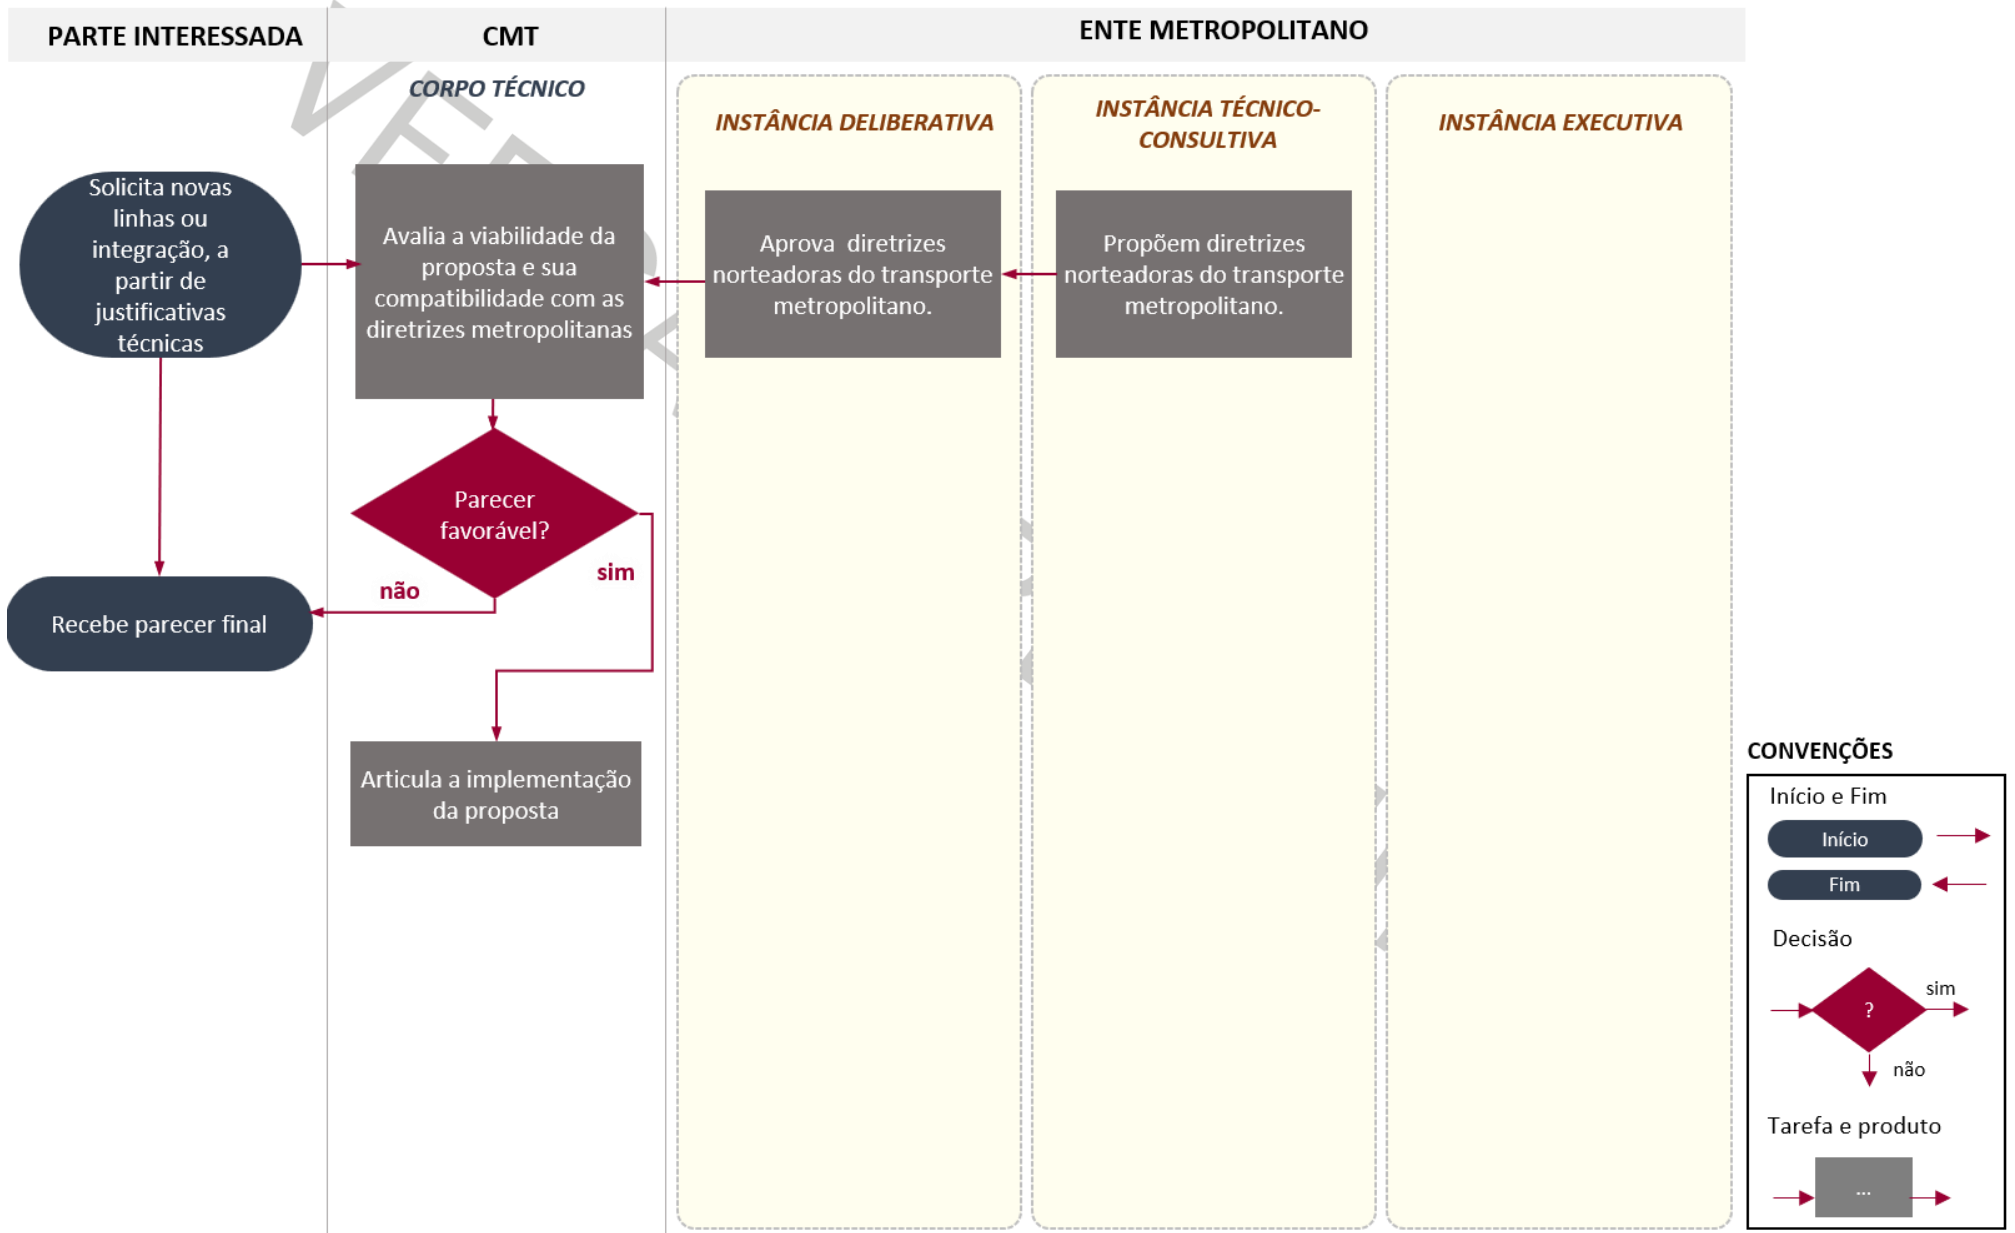 PARTE INTERESSADA
CMT
ENTE METROPOLITANO
CORPO TÉCNICO
INSTÂNCIA DELIBERATIVA
INSTÂNCIA TÉCNICO-
CONSULTIVA
INSTÂNCIA EXECUTIVA
Solicita novas
linhas ou
integração, a
partir de
justificativas
técnicas
Avalia a viabilidade da
proposta e sua
compatibilidade com as
diretrizes metropolitanas
Aprova  diretrizes
norteadoras do transporte
metropolitano.
Propõem diretrizes
norteadoras do transporte
metropolitano.
Parecer
favorável?
sim
não
Recebe parecer final
Articula a implementação
da proposta
CONVENÇÕES
Início e Fim
Início
Fim
Decisão
sim
?
não
Tarefa e produto
...